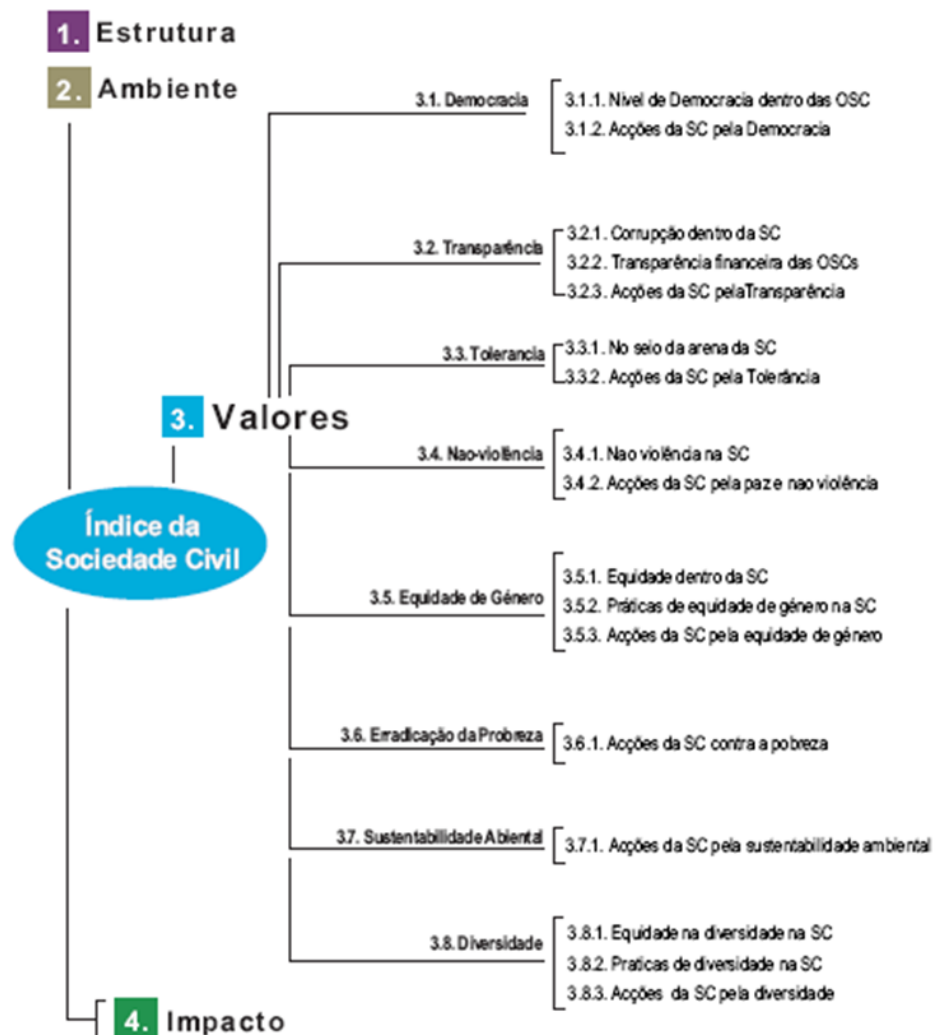 1. Estrutura
2. Ambiente
3.1. Democracia
3.1.1. Nivel de Democracia dentro das OSC
3.1.2. Acções da SC pela Democracia
3.2. Transparência
3.2.1. Corrupção dentro da SC
3.2.2. Transparência financeira das OSCs
3.2.3. Acções da SC pelaTransparência
3.3. Tolerancia
3.3.1. No seio da arena da SC
3.3.2. Acções da SC pela Tolerância
3. Valores
3.4. Nao-violência
3.4.1. Nao violência na SC
3.4.2. Acções da SC pela paz e nao violência
Índice da
Sociedade Civil
3.5. Equidade de Género
3.5.1. Equidade dentro da SC
3.5.2. Práticas de equidade de género na SC
3.5.3. Acções da SC pela equidade de género
3.6. Erradicação da Probreza
3.6.1. Acções da SC contra a pobreza
3.7. Sustentabilidade Abiental
3.7.1. Acções da SC pela sustentabilidade ambiental
3.8. Diversidade
3.8.1. Equidade na diversidade na SC
3.8.2. Praticas de diversidade na SC
3.8.3. Acções da SC pela diversidade
4. Impacto